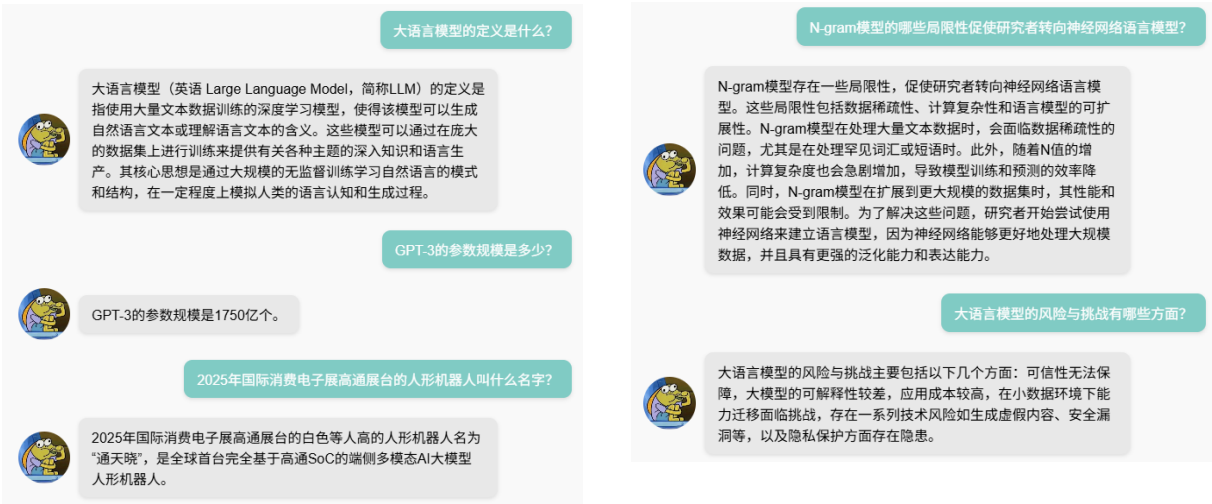 大语言模型的定义是什么？
大语言模型（英语 Large Language Model，简称LLM）的定义是
指使用大量文本数据训练的深度学习模型，使得该模型可以生成
自然语言文本或理解语言文本的含义。这些模型可以通过在庞大
的数据集上进行训练来提供有关各种主题的深入知识和语言生
产。其核心思想是通过大规模的无监督训练学习自然语言的模式
和结构，在一定程度上模拟人类的语言认知和生成过程。
GPT-3的参数规模是多少？
GPT-3的参数规模是1750亿个。
2025年国际消费电子展高通展台的人形机器人叫什么名字？
2025年国际消费电子展高通展台的白色等人高的人形机器人名为
“通天晓”，是全球首台完全基于高通SoC的端侧多模态AI大模型
人形机器人。
N-gram模型的哪些局限性促使研究者转向神经网络语言模型？
N-gram模型存在一些局限性，促使研究者转向神经网络语言模
型。这些局限性包括数据稀疏性、计算复杂性和语言模型的可扩
展性。N-gram模型在处理大量文本数据时，会面临数据稀疏性的
问题，尤其是在处理罕见词汇或短语时。此外，随着N值的增
加，计算复杂度也会急剧增加，导致模型训练和预测的效率降
低。同时，N-gram模型在扩展到更大规模的数据集时，其性能和
效果可能会受到限制。为了解决这些问题，研究者开始尝试使用
神经网络来建立语言模型，因为神经网络能够更好地处理大规模
数据，并且具有更强的泛化能力和表达能力。
大语言模型的风险与挑战有哪些方面？
大语言模型的风险与挑战主要包括以下几个方面：可信性无法保
障，大模型的可解释性较差，应用成本较高，在小数据环境下能
力迁移面临挑战，存在一系列技术风险如生成虚假内容、安全漏
洞等，以及隐私保护方面存在隐患。